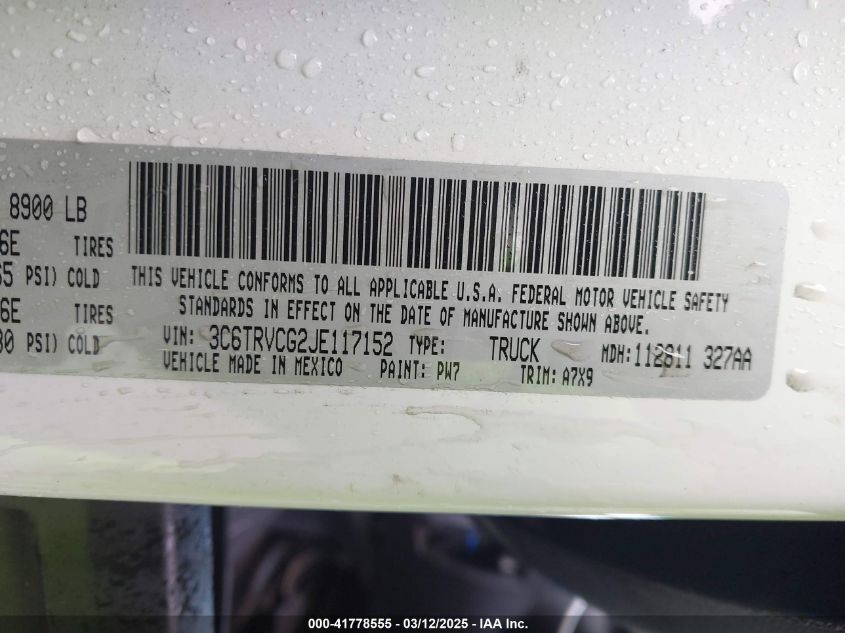 8900 LB
6E TIRES
65 PSI) COLD
THIS VEHICLE CONFORMS TO ALL APPLICABLE U.S.A. FEDERAL MOTOR VEHICLE SAFETY
6E TIRES
STANDARDS IN EFFECT ON THE DATE OF MANUFACTURE SHOWN ABOVE.
80 PSI) COLD
VIN: 3C6TRVCG2JE117152 TYPE: TRUCK MDH: 112811 327AA
VEHICLE MADE IN MEXICO PAINT: PW7 TRIM: A7X9
000-41778555 - 03/12/2025 - IAA Inc.